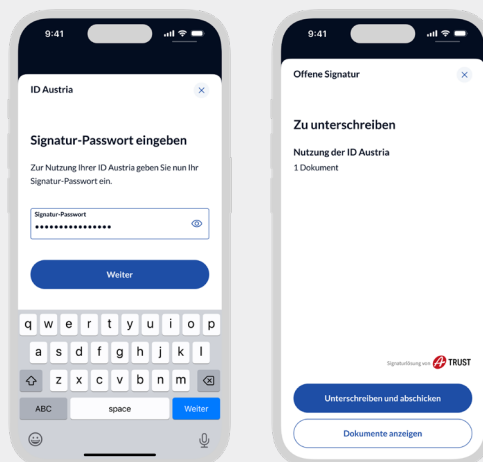 9:41
ID Austria
Signatur-Passwort eingeben
Zur Nutzung Ihrer ID Austria geben Sie nun Ihr
Signatur-Passwort ein.
Signatur-Passwort
••••••••••••••••
Weiter
q w e r t y u i o p
a s d f g h j k l
z x c v b n m
ABC space Weiter
9:41
Offene Signatur
Zu unterschreiben
Nutzung der ID Austria
1 Dokument
Signaturlösung von A TRUST
Unterschreiben und abschicken
Dokumente anzeigen